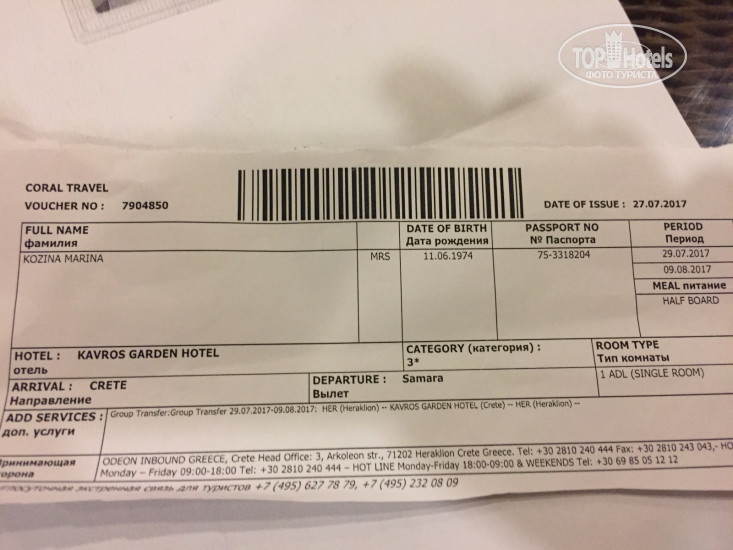 TOP Hotels
ФОТО ТУРИСТА
CORAL TRAVEL
VOUCHER NO : 7904850
DATE OF ISSUE : 27.07.2017
FULL NAME
фамилия
DATE OF BIRTH
Дата рождения
PASSPORT NO
№ Паспорта
PERIOD
Период
KOZINA MARINA
MRS
11.06.1974
75-3318204
29.07.2017
09.08.2017
MEAL питание
HALF BOARD
HOTEL : KAVROS GARDEN HOTEL
отель
CATEGORY (категория) :
3*
ROOM TYPE
Тип комнаты
1 ADL (SINGLE ROOM)
ARRIVAL : CRETE
Направление
DEPARTURE : Samara
Вылет
ADD SERVICES :
доп. услуги
Group Transfer:Group Transfer 29.07.2017-09.08.2017: HER (Heraklion) -- KAVROS GARDEN HOTEL (Crete) -- HER (Heraklion) --
Принимающая
сторона
ODEON INBOUND GREECE, Crete Head Office: 3, Arkoleon str., 71202 Heraklion Crete Greece. Tel: +30 2810 240 444 Fax: +30 2810 243 043,- HO
Monday – Friday 09:00-18:00 Tel: +30 2810 240 444 – HOT LINE Monday-Friday 18:00-09:00 & WEEKENDS Tel: +30 69 85 05 12 12
экстренная связь для туристов +7 (495) 627 78 79, +7 (495) 232 08 09